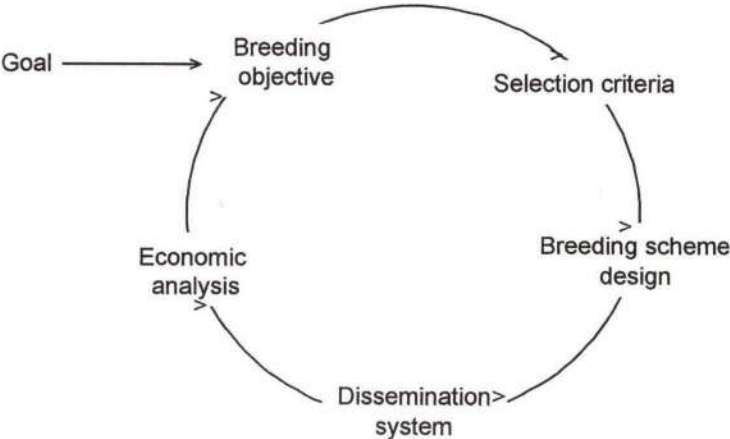 Goal
Breeding
objective
Selection criteria
Breeding scheme
design
Dissemination
system
Economic
analysis